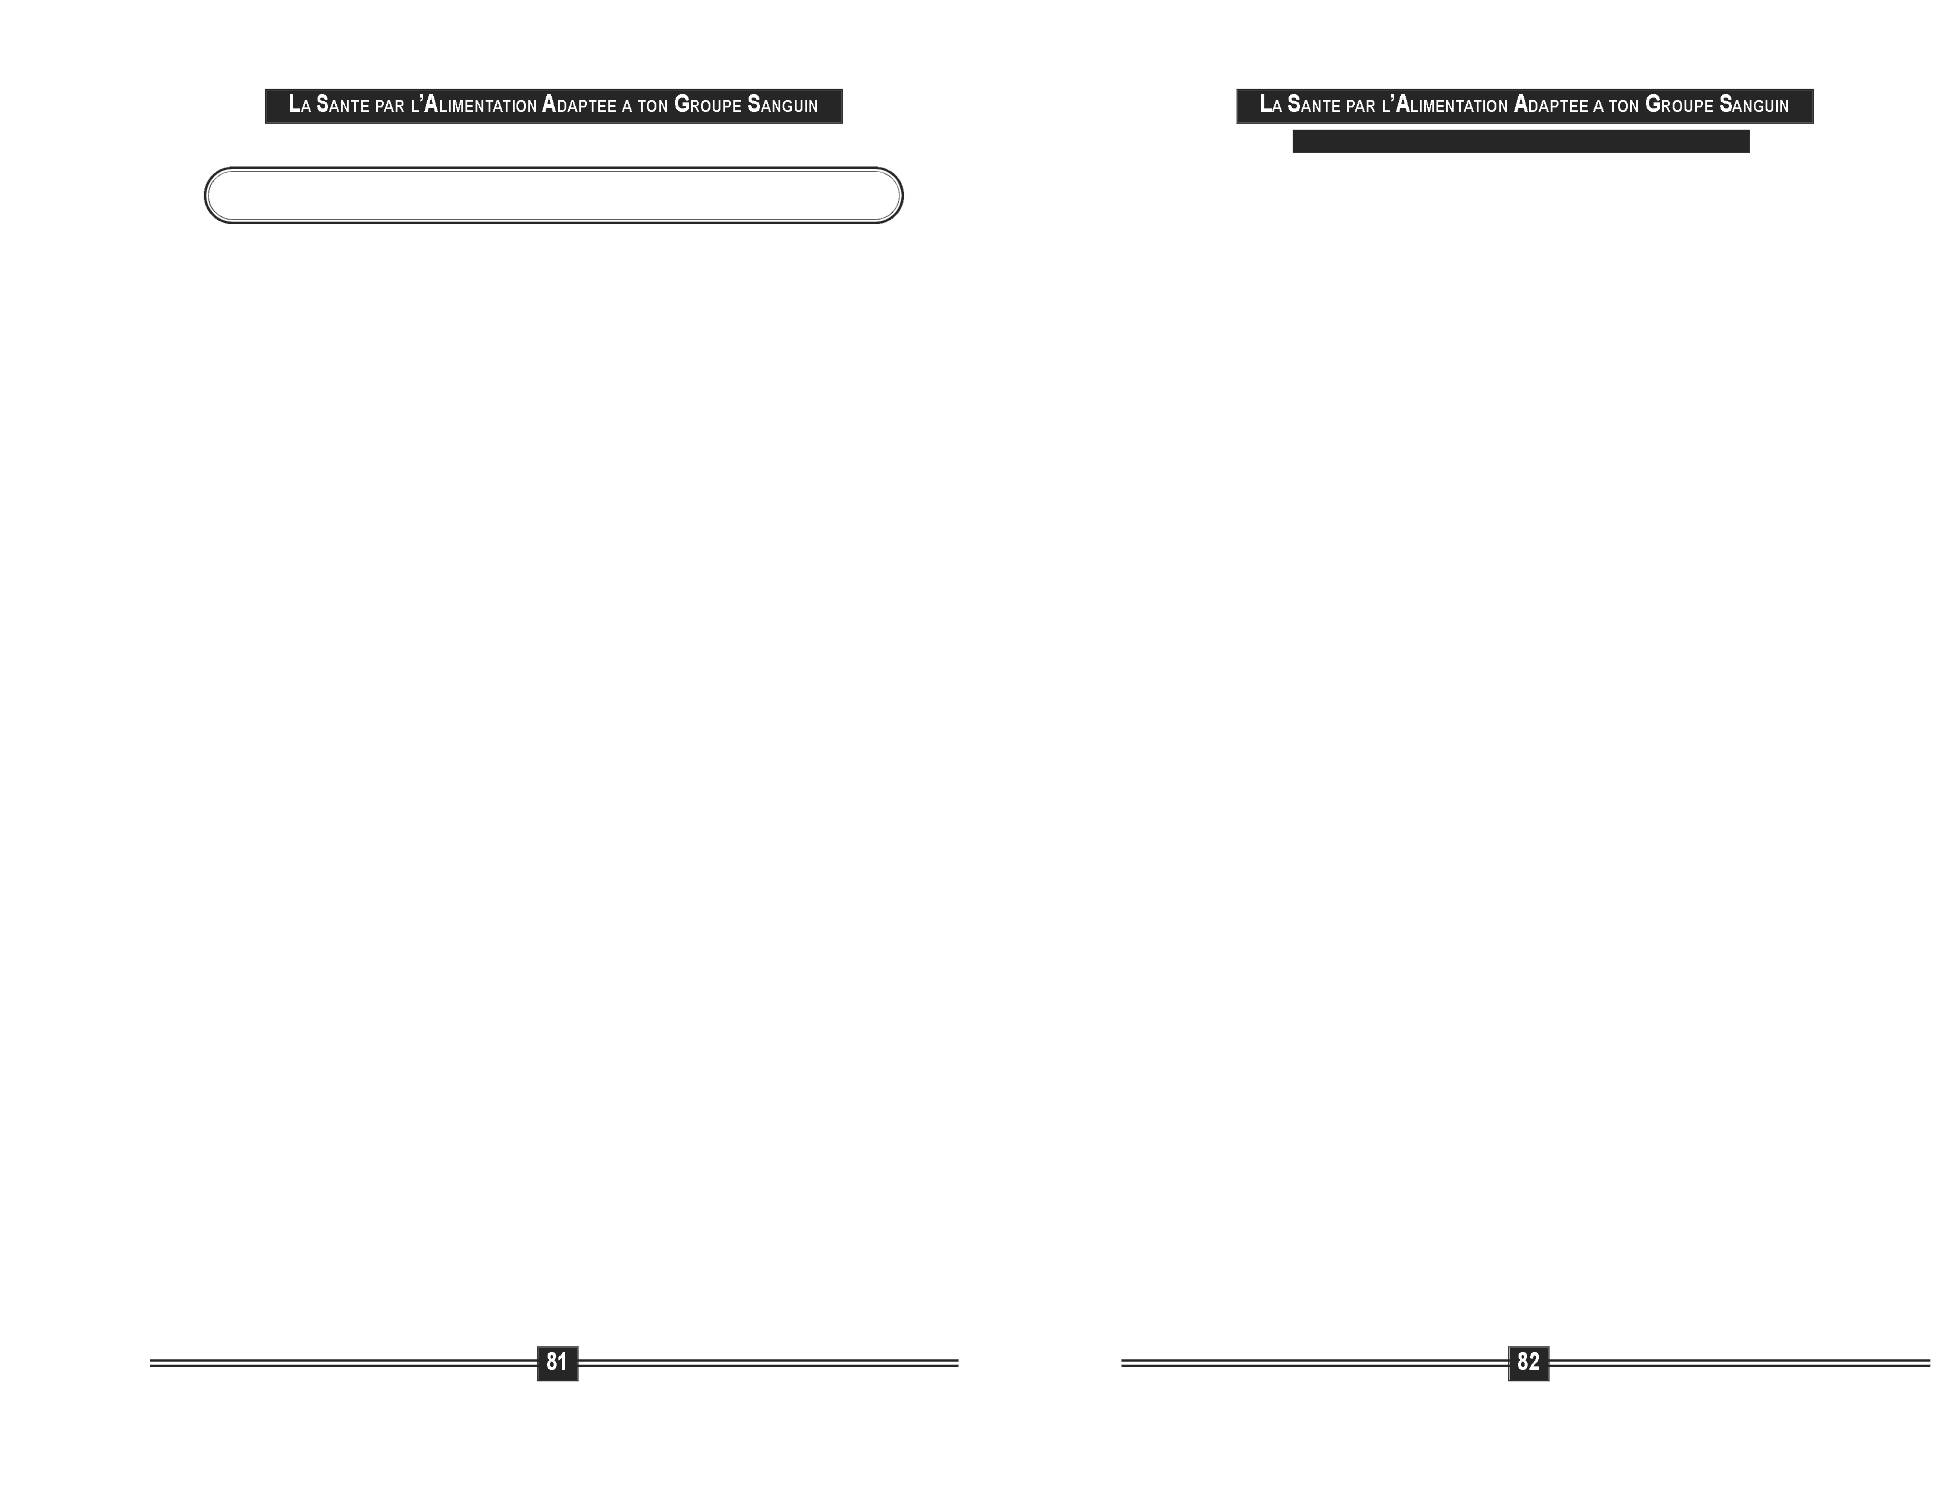 LA SANTE PAR L'ALIMENTATION ADAPTEE A TON GROUPE SANGUIN
81
LA SANTE PAR L'ALIMENTATION ADAPTEE A TON GROUPE SANGUIN
82